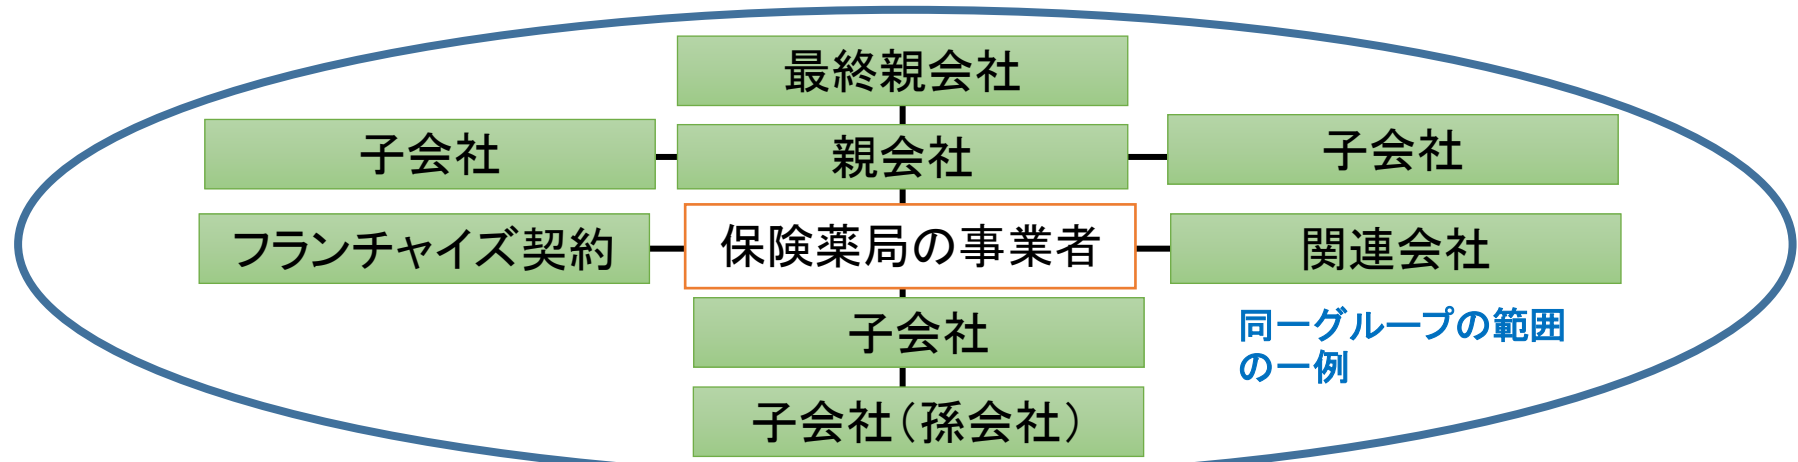 最終親会社
子会社
親会社
子会社
フランチャイズ契約
保険薬局の事業者
関連会社
子会社
同一グループの範囲
の一例
子会社（孫会社）